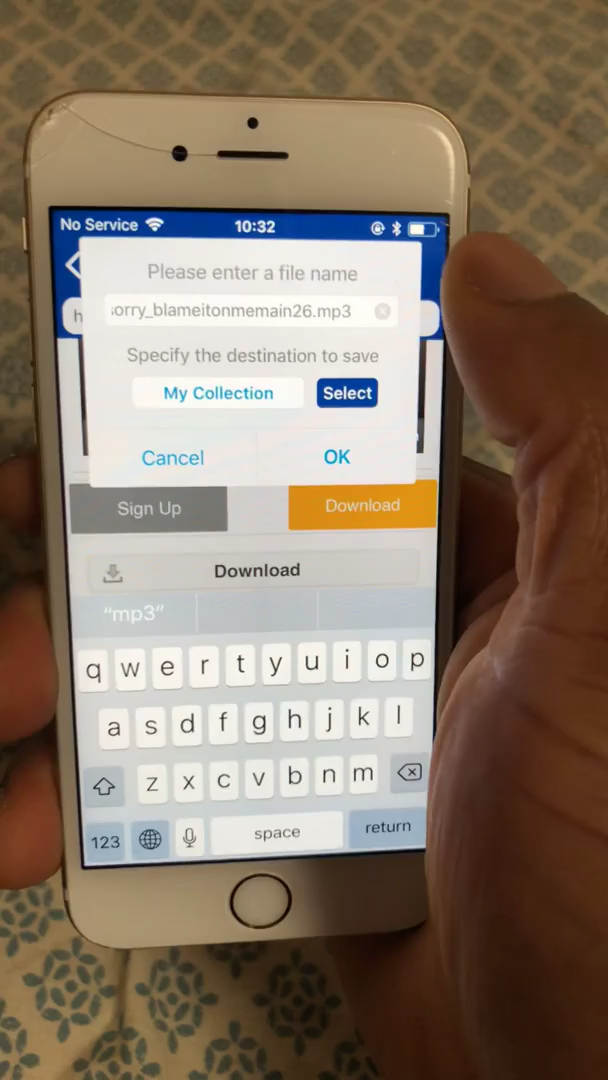 No Service 10:32
Please enter a file name
h
orry_blameitonmemain26.mp3
Specify the destination to save
My Collection Select
Cancel OK
Sign Up Download
Download
“mp3”
q w e r t y u i o p
a s d f g h j k l
z x c v b n m
123 space return